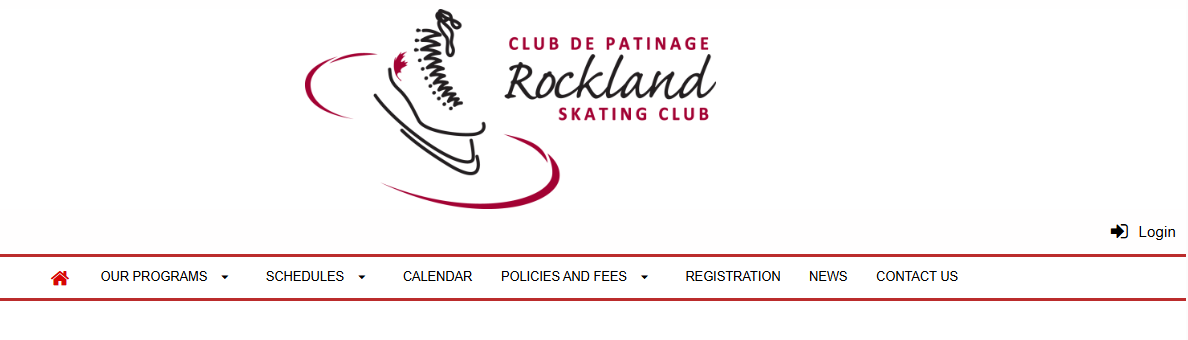 CLUB DE PATINAGE
Rockland
SKATING CLUB
Login
OUR PROGRAMS SCHEDULES CALENDAR POLICIES AND FEES REGISTRATION NEWS CONTACT US